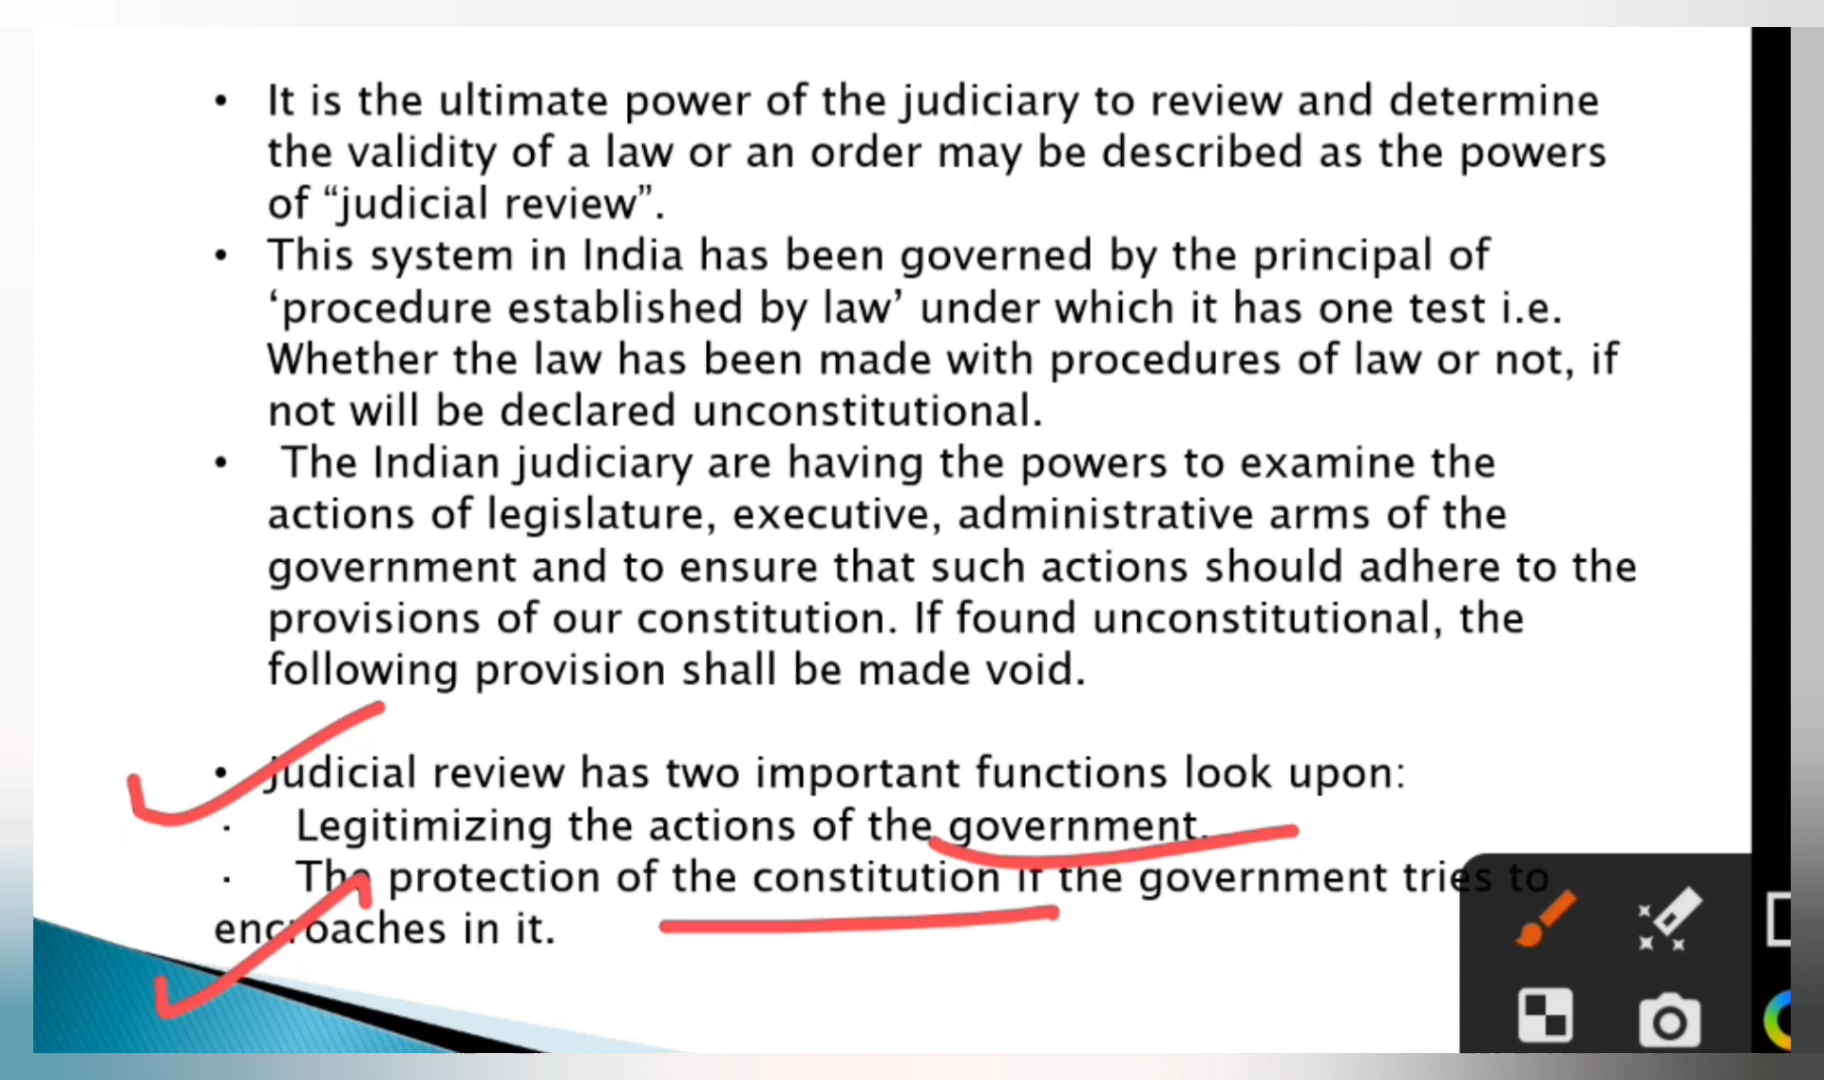 • It is the ultimate power of the judiciary to review and determine
the validity of a law or an order may be described as the powers
of “judicial review”.
• This system in India has been governed by the principal of
‘procedure established by law’ under which it has one test i.e.
Whether the law has been made with procedures of law or not, if
not will be declared unconstitutional.
• The Indian judiciary are having the powers to examine the
actions of legislature, executive, administrative arms of the
government and to ensure that such actions should adhere to the
provisions of our constitution. If found unconstitutional, the
following provision shall be made void.
• Judicial review has two important functions look upon:
· Legitimizing the actions of the government.
· The protection of the constitution if the government tries to
encroaches in it.